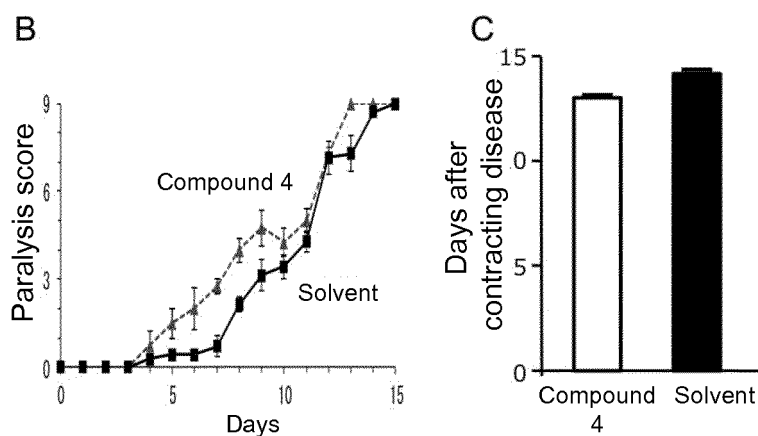 B
9
6
3
0
Paralysis score
Compound 4
Solvent
0 5 10 15
Days
C
15
0
5
0
Days after
contracting disease
Compound Solvent
4